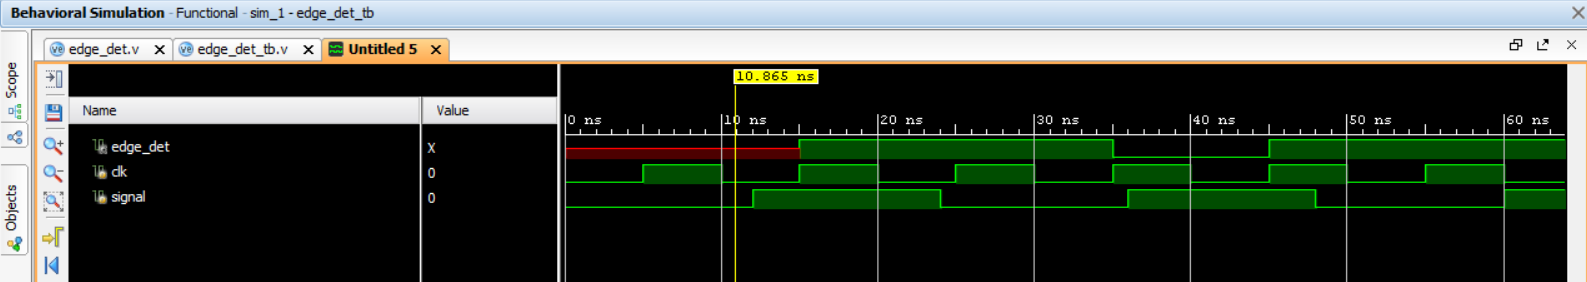 Behavioral Simulation - Functional - sim_1 - edge_det_tb
edge_det.v edge_det_tb.v Untitled 5
Scope
Objects
10.865 ns
Name Value
0 ns 10 ns 20 ns 30 ns 40 ns 50 ns 60 ns
edge_det X
clk 0
signal 0